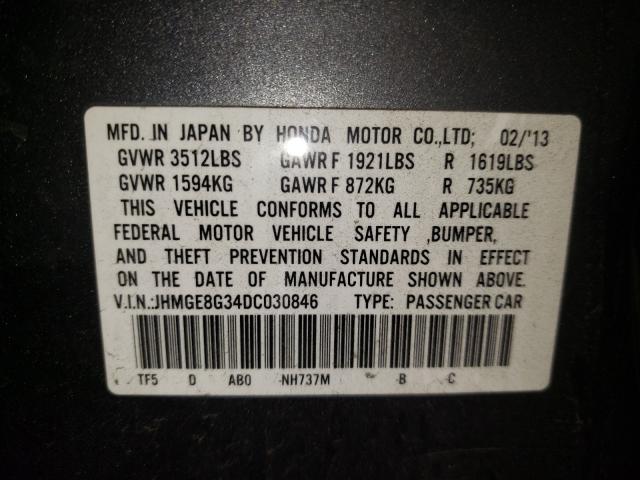 MFD. IN JAPAN BY HONDA MOTOR CO.,LTD; 02/'13
GVWR 3512LBS GAWR F 1921LBS R 1619LBS
GVWR 1594KG GAWR F 872KG R 735KG
THIS VEHICLE CONFORMS TO ALL APPLICABLE
FEDERAL MOTOR VEHICLE SAFETY ,BUMPER,
AND THEFT PREVENTION STANDARDS IN EFFECT
ON THE DATE OF MANUFACTURE SHOWN ABOVE.
V.I.N.:JHMGE8G34DC030846 TYPE: PASSENGER CAR
TF5 D AB0 NH737M B C